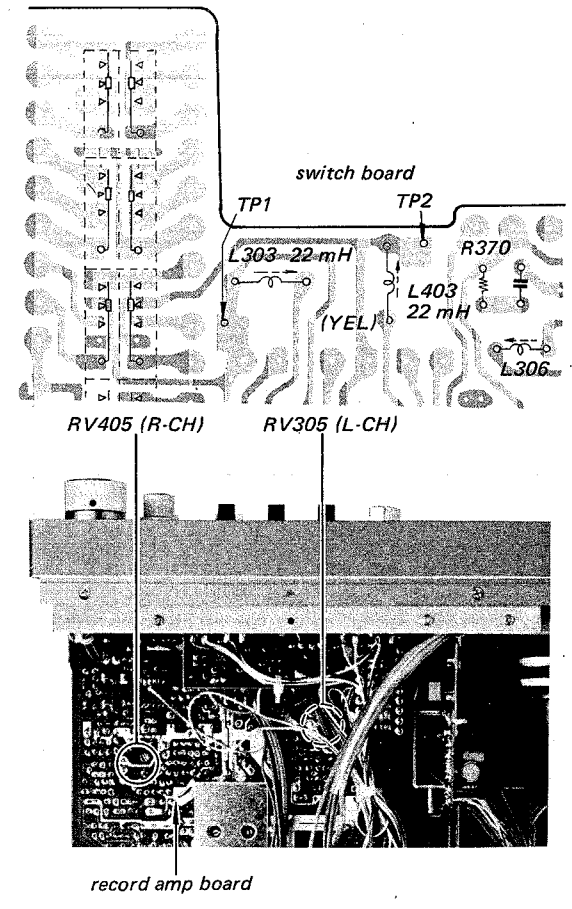 switch board
TP1
TP2
L303 22 mH
R370
L403
22 mH
(YEL)
L306
RV405 (R-CH)
RV305 (L-CH)
record amp board